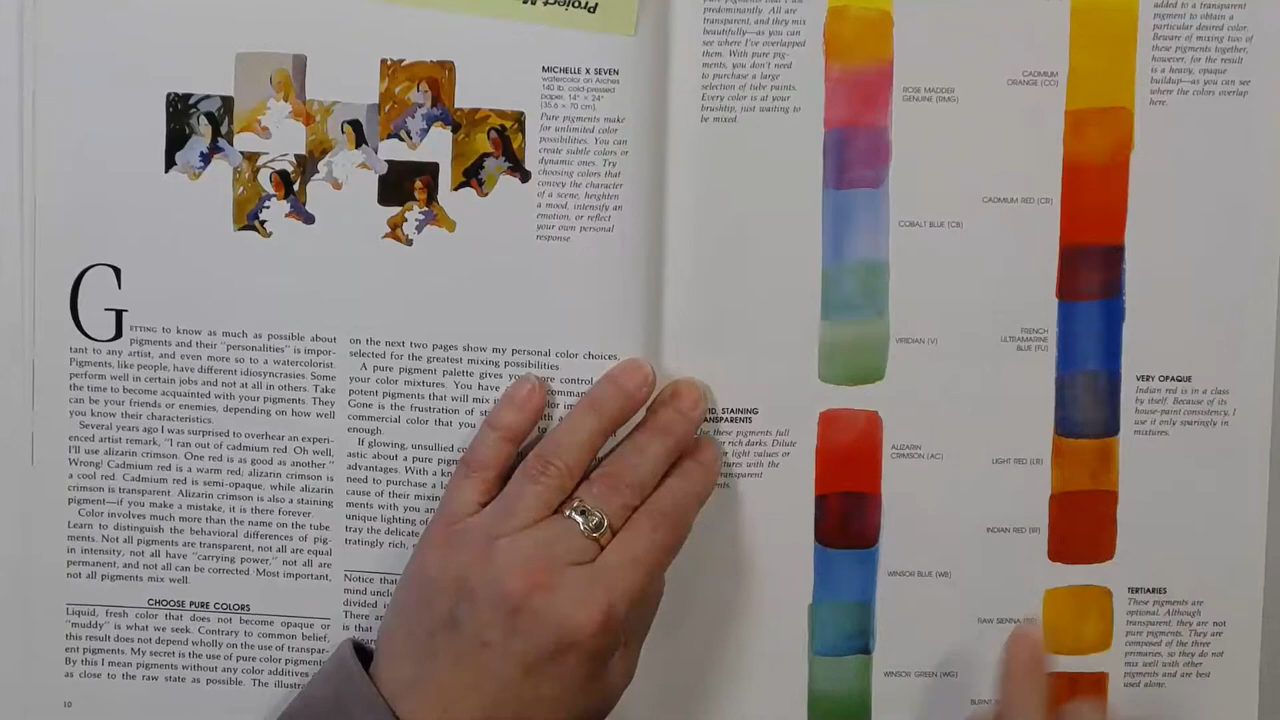 Project M
MICHELLE X SEVEN
watercolor on Arches
140 lb. cold-pressed
paper, 14" × 24"
(35.6 × 70 cm).
Pure pigments make
for unlimited color
possibilities. You can
create subtle colors or
dynamic ones. Try
choosing colors that
convey the character
of a scene, heighten
a mood, intensify an
emotion, or reflect
your own personal
response.
GETTING to know as much as possible about
pigments and their "personalities" is impor-
tant to any artist, and even more so to a watercolorist.
Pigments, like people, have different idiosyncrasies. Some
perform well in certain jobs and not at all in others. Take
the time to become acquainted with your pigments. They
can be your friends or enemies, depending on how well
you know their characteristics.
Several years ago I was surprised to overhear an experi-
enced artist remark, "I ran out of cadmium red. Oh well,
I'll use alizarin crimson. One red is as good as another"
Wrong! Cadmium red is a warm red; alizarin crimson is
a cool red. Cadmium red is semi-opaque, while alizarin
crimson is transparent. Alizarin crimson is also a staining
pigment—if you make a mistake, it is there forever.
Color involves much more than the name on the tube.
Learn to distinguish the behavioral differences of pig-
ments. Not all pigments are transparent, not all are equal
in intensity, not all have "carrying power," not all are
permanent, and not all can be corrected. Most important,
not all pigments mix well.
CHOOSE PURE COLORS
Liquid, fresh color that does not become opaque or
"muddy" is what we seek. Contrary to common belief,
this result does not depend wholly on the use of transpar-
ent pigments. My secret is the use of pure color pigments
By this I mean pigments without any color additives
as close to the raw state as possible. The
10
on the next two pages show my personal color choices,
selected for the greatest mixing possibilities.
A pure pigment palette gives you more control
your color mixtures. You have
potent pigments that will mix
Gone is the frustration of
commercial color that you
enough.
If glowing, unsullied
astic about a pure
advantages. With a
need to purchase a
cause of their
ments with you
unique lighting of
tray the delicate
tratingly rich,
Notice that
mind
divided
There
is that
predominantly. All are
transparent, and they mix
beautifully—as you can
see where I've overlapped
them. With pure pig-
ments, you don't need
to purchase a large
selection of tube paints.
Every color is at your
brushtip, just waiting to
be mixed.
ROSE MADDER
GENUINE (RMG)
COBALT BLUE (CB)
VIRIDIAN (V)
STAINING
these pigments full
rich darks. Dilute
light values or
with the
ALIZARIN
CRIMSON (AC)
WINSOR BLUE (WB)
WINSOR GREEN (WG)
added to a transparent
pigment to obtain a
particular desired color.
Beware of mixing two of
these pigments together,
however, for the result
is a heavy, opaque
buildup—as you can see
where the colors overlap
here.
CADMIUM
ORANGE (CO)
CADMIUM RED (CR)
FRENCH
ULTRAMARINE
BLUE (FU)
LIGHT RED (LR)
INDIAN RED (IR)
VERY OPAQUE
Indian red is in a class
by itself. Because of its
house-paint consistency, I
use it only sparingly in
mixtures.
RAW SIENNA
TERTIARIES
These pigments are
optional. Although
transparent, they are not
pure pigments. They are
composed of the three
primaries, so they do not
mix well with other
pigments and are best
used alone.